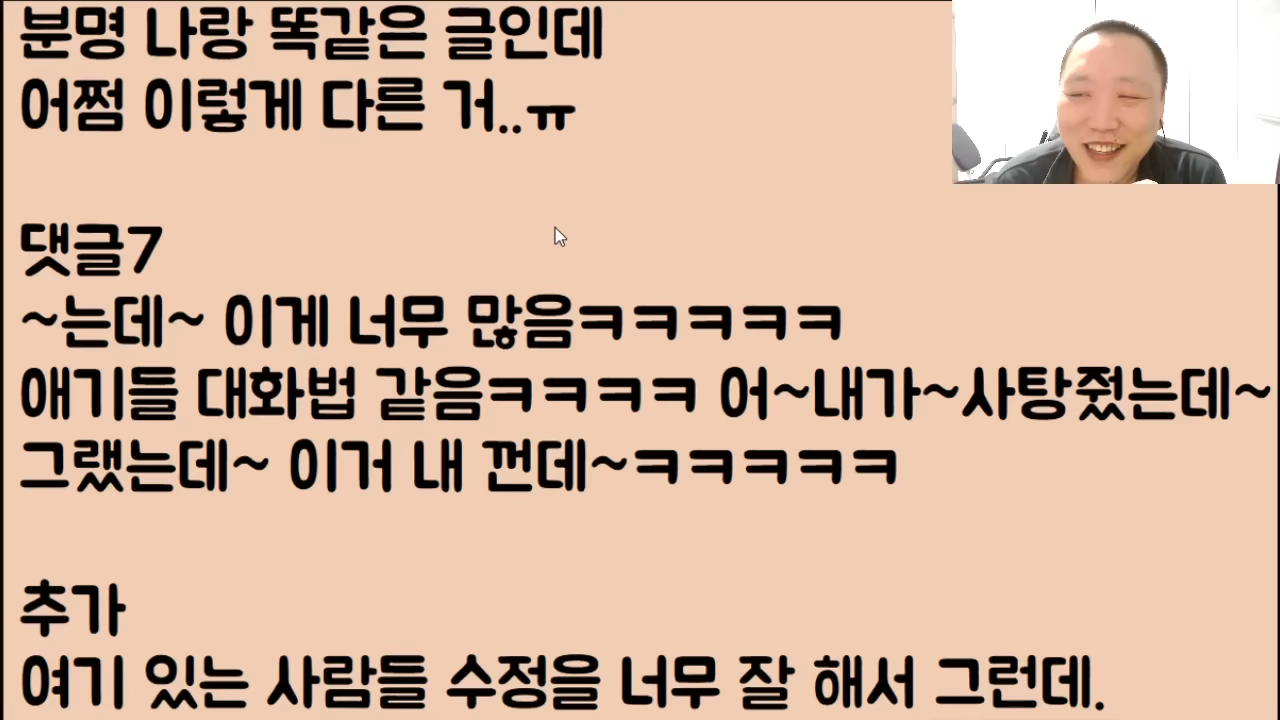 분명 나랑 똑같은 글인데
어쩜 이렇게 다른 거..ㅠ
댓글7
~는데~ 이게 너무 많음ㅋㅋㅋㅋㅋ
애기들 대화법 같음ㅋㅋㅋㅋ 어~내가~사탕줬는데~
그랬는데~ 이거 내 껀데~ㅋㅋㅋㅋㅋ
추가
여기 있는 사람들 수정을 너무 잘 해서 그런데.